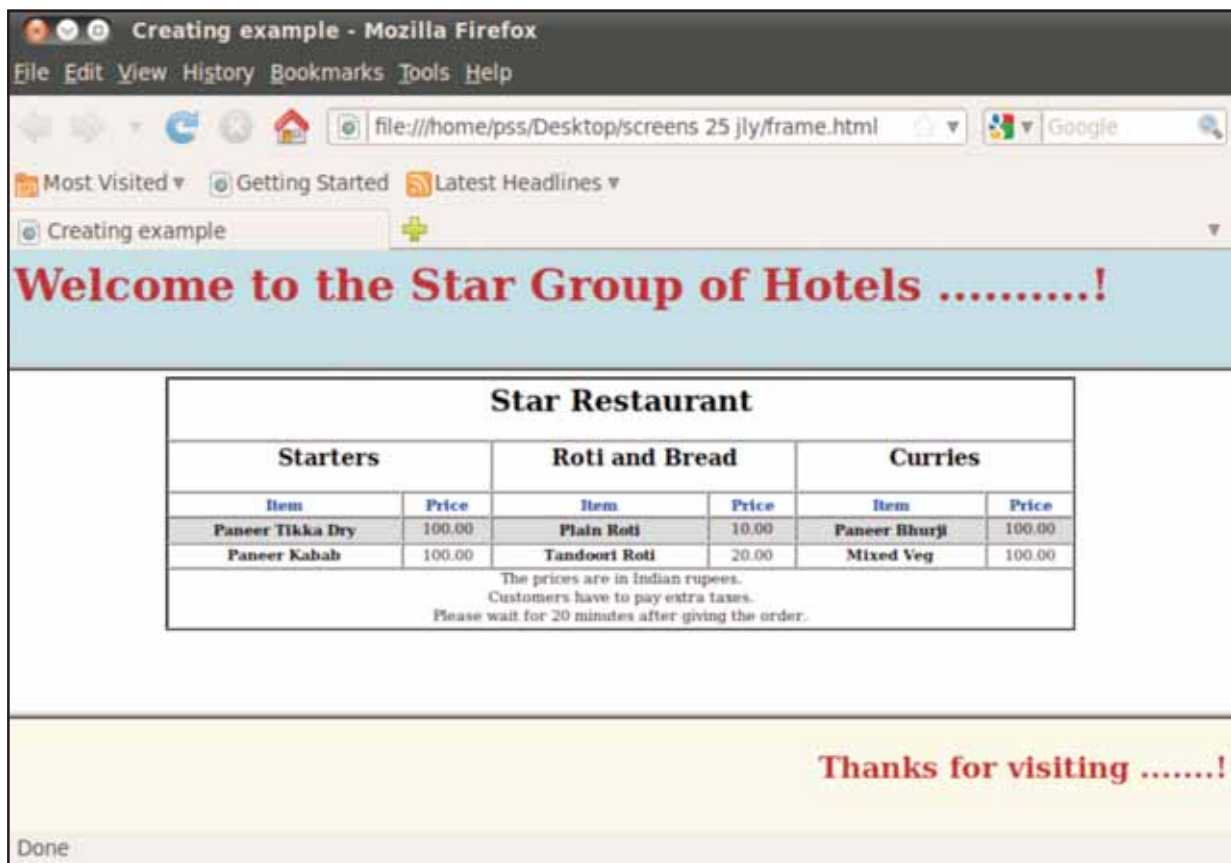 Creating example - Mozilla Firefox
File Edit View History Bookmarks Tools Help
file:///home/pss/Desktop/screens 25 jly/frame.html
Google
Most Visited Getting Started Latest Headlines
Creating example
Welcome to the Star Group of Hotels ..........!
Star Restaurant
Starters Roti and Bread Curries
Item Price Item Price Item Price
Paneer Tikka Dry 100.00 Plain Roti 10.00 Paneer Bhurji 100.00
Paneer Kabab 100.00 Tandoori Roti 20.00 Mixed Veg 100.00
The prices are in Indian rupees.
Customers have to pay extra taxes.
Please wait for 20 minutes after giving the order.
Thanks for visiting .......!
Done